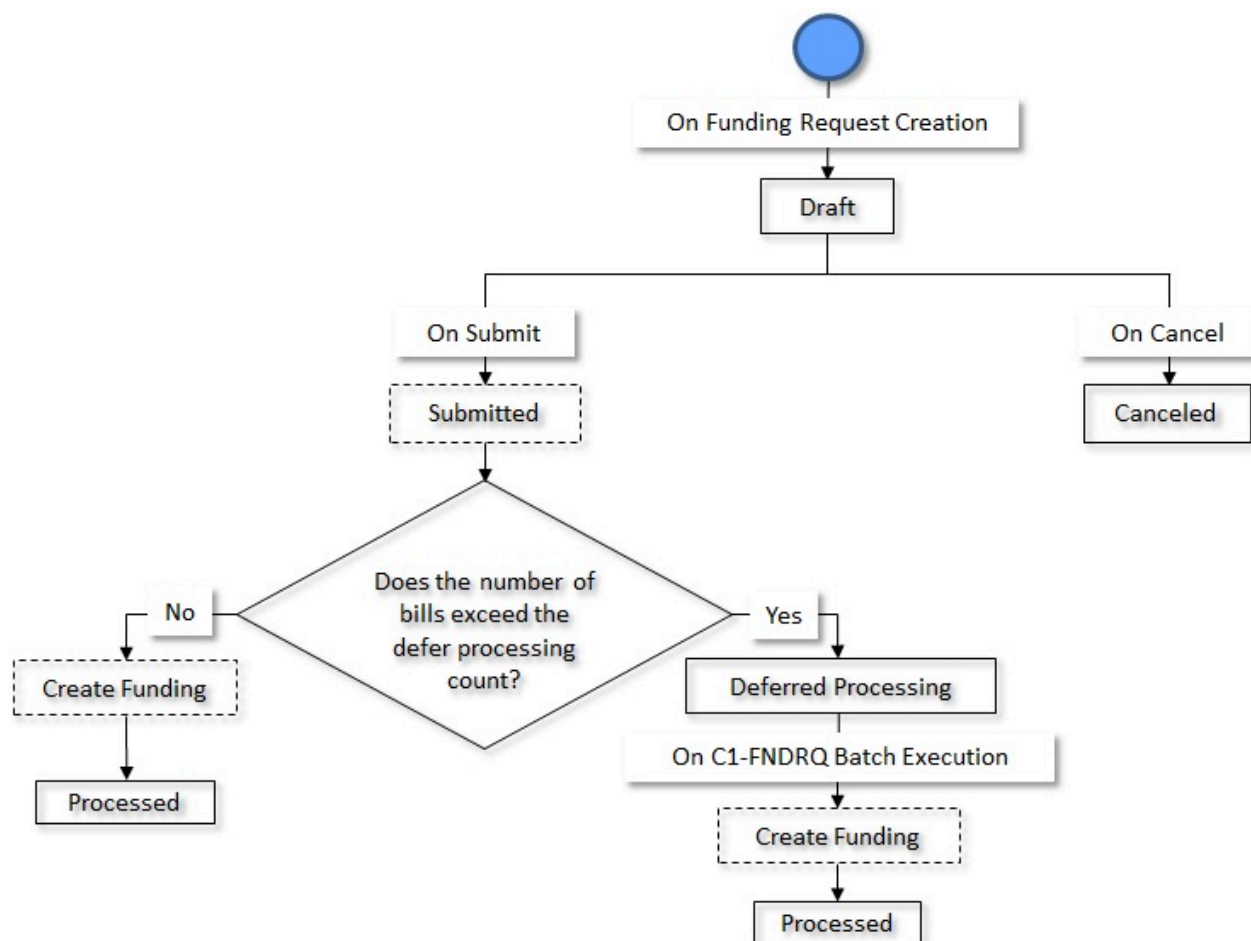 On Funding Request Creation
Draft
On Submit
On Cancel
Submitted
Canceled
Does the number of
bills exceed the
defer processing
count?
No
Yes
Create Funding
Deferred Processing
On C1-FNDRQ Batch Execution
Processed
Create Funding
Processed